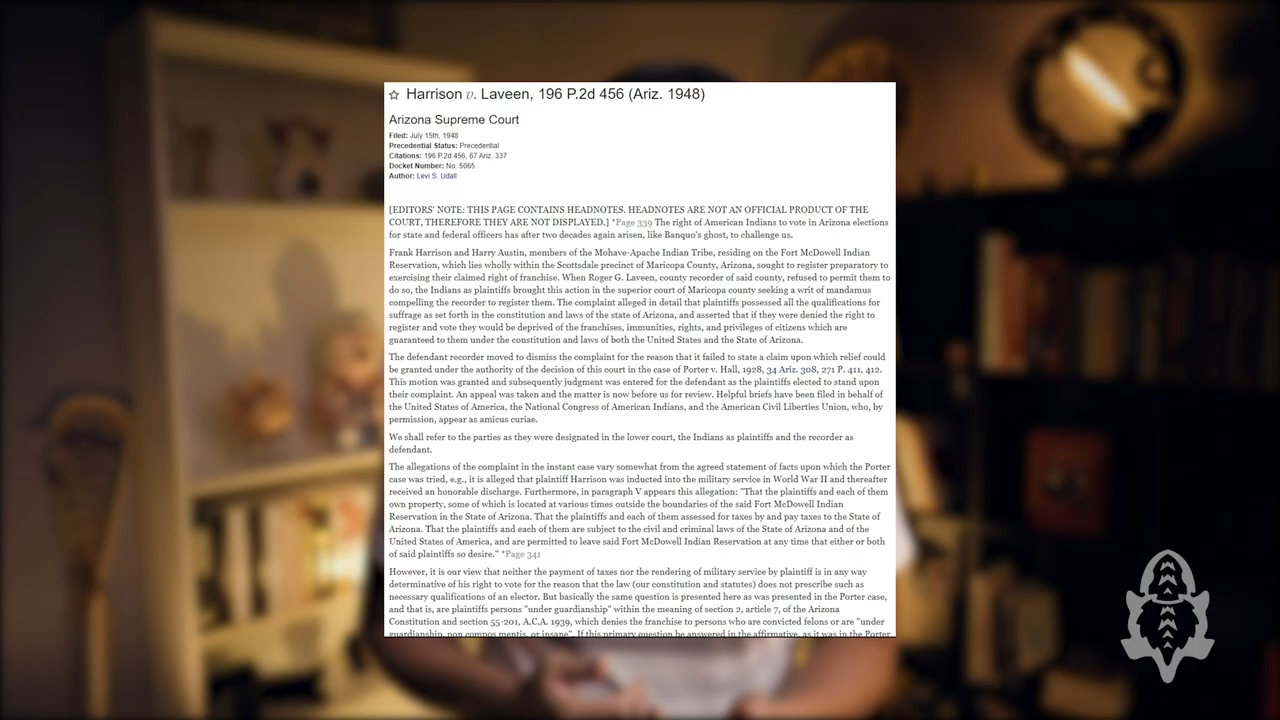 Harrison v. Laveen, 196 P.2d 456 (Ariz. 1948)
Arizona Supreme Court
Filed: July 15th, 1948
Precedential Status: Precedential
Citations: 196 P.2d 456, 67 Ariz. 337
Docket Number: No. 5065
Author: Levi S. Udall
[EDITORS' NOTE: THIS PAGE CONTAINS HEADNOTES. HEADNOTES ARE NOT AN OFFICIAL PRODUCT OF THE
COURT, THEREFORE THEY ARE NOT DISPLAYED.] *Page 339 The right of American Indians to vote in Arizona elections
for state and federal officers has after two decades again arisen, like Banquo's ghost, to challenge us.
Frank Harrison and Harry Austin, members of the Mohave-Apache Indian Tribe, residing on the Fort McDowell Indian
Reservation, which lies wholly within the Scottsdale precinct of Maricopa County, Arizona, sought to register preparatory to
exercising their claimed right of franchise. When Roger G. Laveen, county recorder of said county, refused to permit them to
do so, the Indians as plaintiffs brought this action in the superior court of Maricopa county seeking a writ of mandamus
compelling the recorder to register them. The complaint alleged in detail that plaintiffs possessed all the qualifications for
suffrage as set forth in the constitution and laws of the state of Arizona, and asserted that if they were denied the right to
register and vote they would be deprived of the franchises, immunities, rights, and privileges of citizens which are
guaranteed to them under the constitution and laws of both the United States and the State of Arizona.
The defendant recorder moved to dismiss the complaint for the reason that it failed to state a claim upon which relief could
be granted under the authority of the decision of this court in the case of Porter v. Hall, 1928, 34 Ariz. 308, 271 P. 411, 412.
This motion was granted and subsequently judgment was entered for the defendant as the plaintiffs elected to stand upon
their complaint. An appeal was taken and the matter is now before us for review. Helpful briefs have been filed in behalf of
the United States of America, the National Congress of American Indians, and the American Civil Liberties Union, who, by
permission, appear as amicus curiae.
We shall refer to the parties as they were designated in the lower court, the Indians as plaintiffs and the recorder as
defendant.
The allegations of the complaint in the instant case vary somewhat from the agreed statement of facts upon which the Porter
case was tried, e.g., it is alleged that plaintiff Harrison was inducted into the military service in World War II and thereafter
received an honorable discharge. Furthermore, in paragraph V appears this allegation: "That the plaintiffs and each of them
own property, some of which is located at various times outside the boundaries of the said Fort McDowell Indian
Reservation in the State of Arizona. That the plaintiffs and each of them assessed for taxes by and pay taxes to the State of
Arizona. That the plaintiffs and each of them are subject to the civil and criminal laws of the State of Arizona and of the
United States of America, and are permitted to leave said Fort McDowell Indian Reservation at any time that either or both
of said plaintiffs so desire." *Page 341
However, it is our view that neither the payment of taxes nor the rendering of military service by plaintiff is in any way
determinative of his right to vote for the reason that the law (our constitution and statutes) does not prescribe such as
necessary qualifications of an elector. But basically the same question is presented here as was presented in the Porter case,
and that is, are plaintiffs persons "under guardianship" within the meaning of section 2, article 7, of the Arizona
Constitution and section 55-201, A.C.A. 1939, which denies the franchise to persons who are convicted felons or are "under
guardianship, non compos mentis, or insane". If this primary question be answered in the affirmative, as it was in the Porter